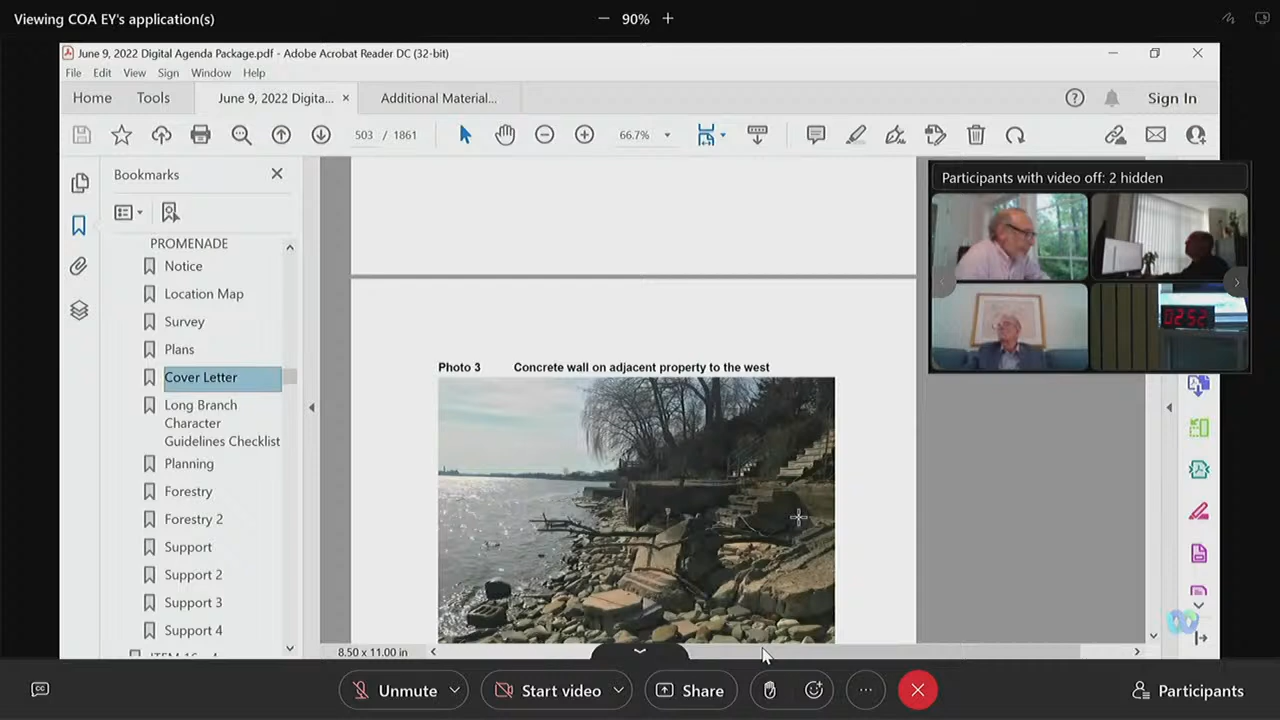 Viewing COA EY's application(s)
90%
June 9, 2022 Digital Agenda Package.pdf - Adobe Acrobat Reader DC (32-bit)
File Edit View Sign Window Help
Home Tools June 9, 2022 Digita... × Additional Material... Sign In
503 / 1861 66.7%
Bookmarks
PROMENADE
Notice
Location Map
Survey
Plans
Cover Letter
Long Branch
Character
Guidelines Checklist
Planning
Forestry
Forestry 2
Support
Support 2
Support 3
Support 4
Participants with video off: 2 hidden
02:52
Photo 3 Concrete wall on adjacent property to the west
8.50 x 11.00 in
Unmute Start video Share Participants